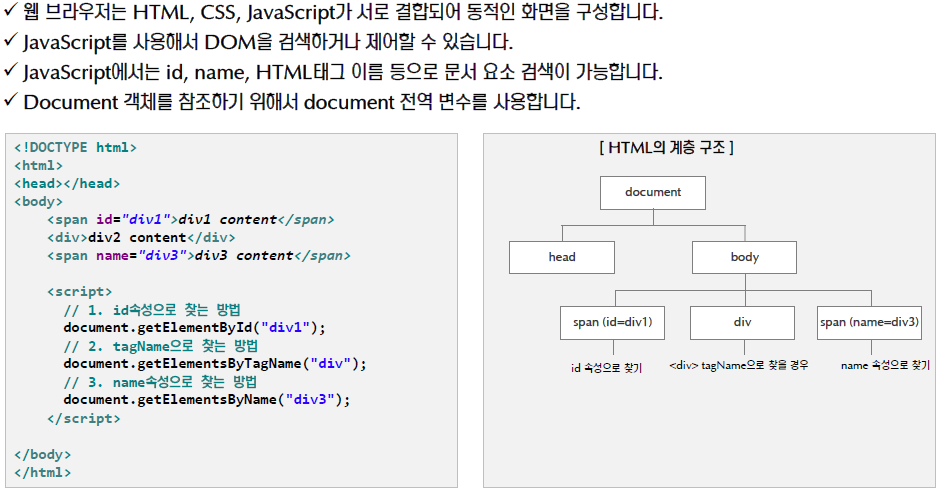 ✓ 웹 브라우저는 HTML, CSS, JavaScript가 서로 결합되어 동적인 화면을 구성합니다.
✓ JavaScript를 사용해서 DOM을 검색하거나 제어할 수 있습니다.
✓ JavaScript에서는 id, name, HTML태그 이름 등으로 문서 요소 검색이 가능합니다.
✓ Document 객체를 참조하기 위해서 document 전역 변수를 사용합니다.
<!DOCTYPE html>
<html>
<head></head>
<body>
    <span id="div1">div1 content</span>
    <div>div2 content</div>
    <span name="div3">div3 content</span>

    <script>
      // 1. id속성으로 찾는 방법
      document.getElementById("div1");
      // 2. tagName으로 찾는 방법
      document.getElementsByTagName("div");
      // 3. name속성으로 찾는 방법
      document.getElementsByName("div3");
    </script>

</body>
</html>
[ HTML의 계층 구조 ]
document
head
body
span (id=div1)
div
span (name=div3)
id 속성으로 찾기
<div> tagName으로 찾을 경우
name 속성으로 찾기